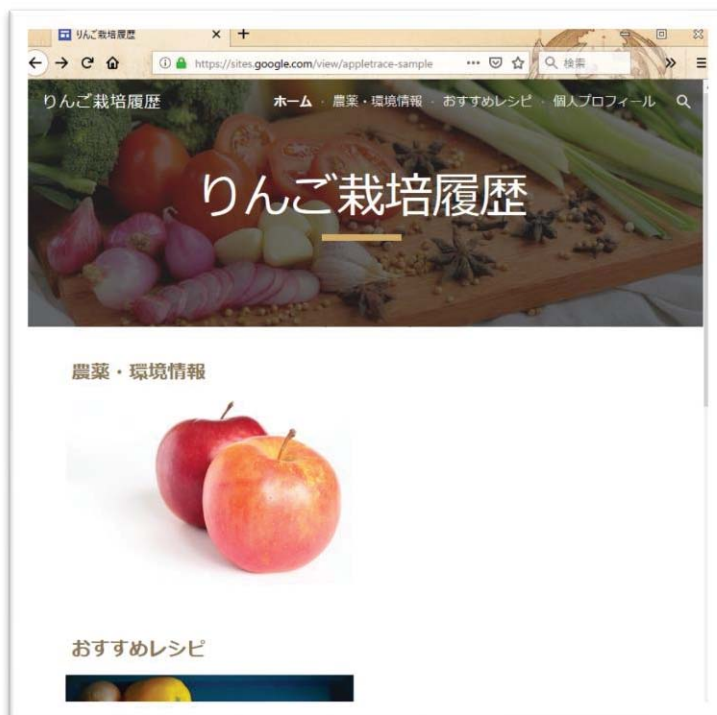 りんご栽培履歴
https://sites.google.com/view/appletrace-sample
検索
りんご栽培履歴
ホーム・農薬・環境情報・おすすめレシピ・個人プロフィール
りんご栽培履歴
農薬・環境情報
おすすめレシピ